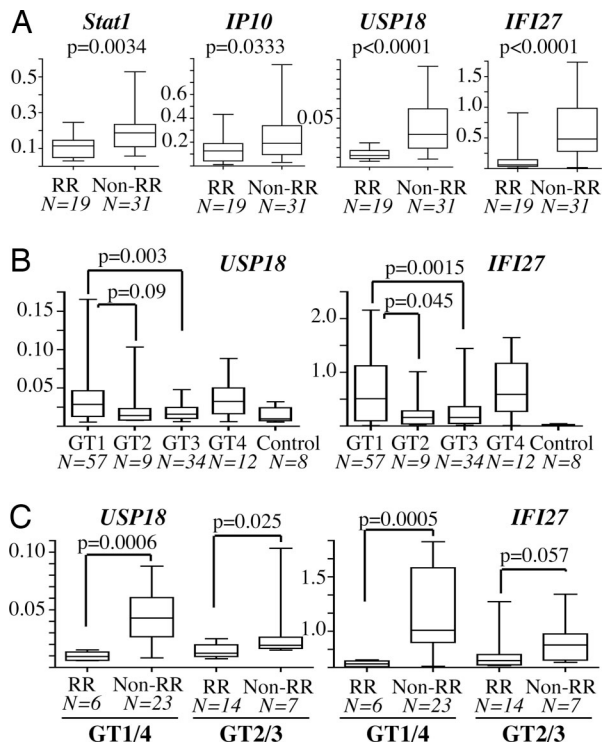 A
Stat1 IP10 USP18 IFI27
p=0.0034 p=0.0333 p<0.0001 p<0.0001
0.5
0.3
0.1
0.6
0.4
0.2
0.05
1.5
1.0
0.5
RR Non-RR RR Non-RR RR Non-RR RR Non-RR
N=19 N=31 N=19 N=31 N=19 N=31 N=19 N=31
B
USP18 IFI27
p=0.003 p=0.0015
p=0.09 p=0.045
0.15
0.10
0.05
2.0
1.0
0.0
GT1 GT2 GT3 GT4 Control GT1 GT2 GT3 GT4 Control
N=57 N=9 N=34 N=12 N=8 N=57 N=9 N=34 N=12 N=8
C
USP18 IFI27
p=0.0006 p=0.025 p=0.0005 p=0.057
0.10
0.05
1.5
1.0
RR Non-RR RR Non-RR RR Non-RR RR Non-RR
N=6 N=23 N=14 N=7 N=6 N=23 N=14 N=7
GT1/4 GT2/3 GT1/4 GT2/3